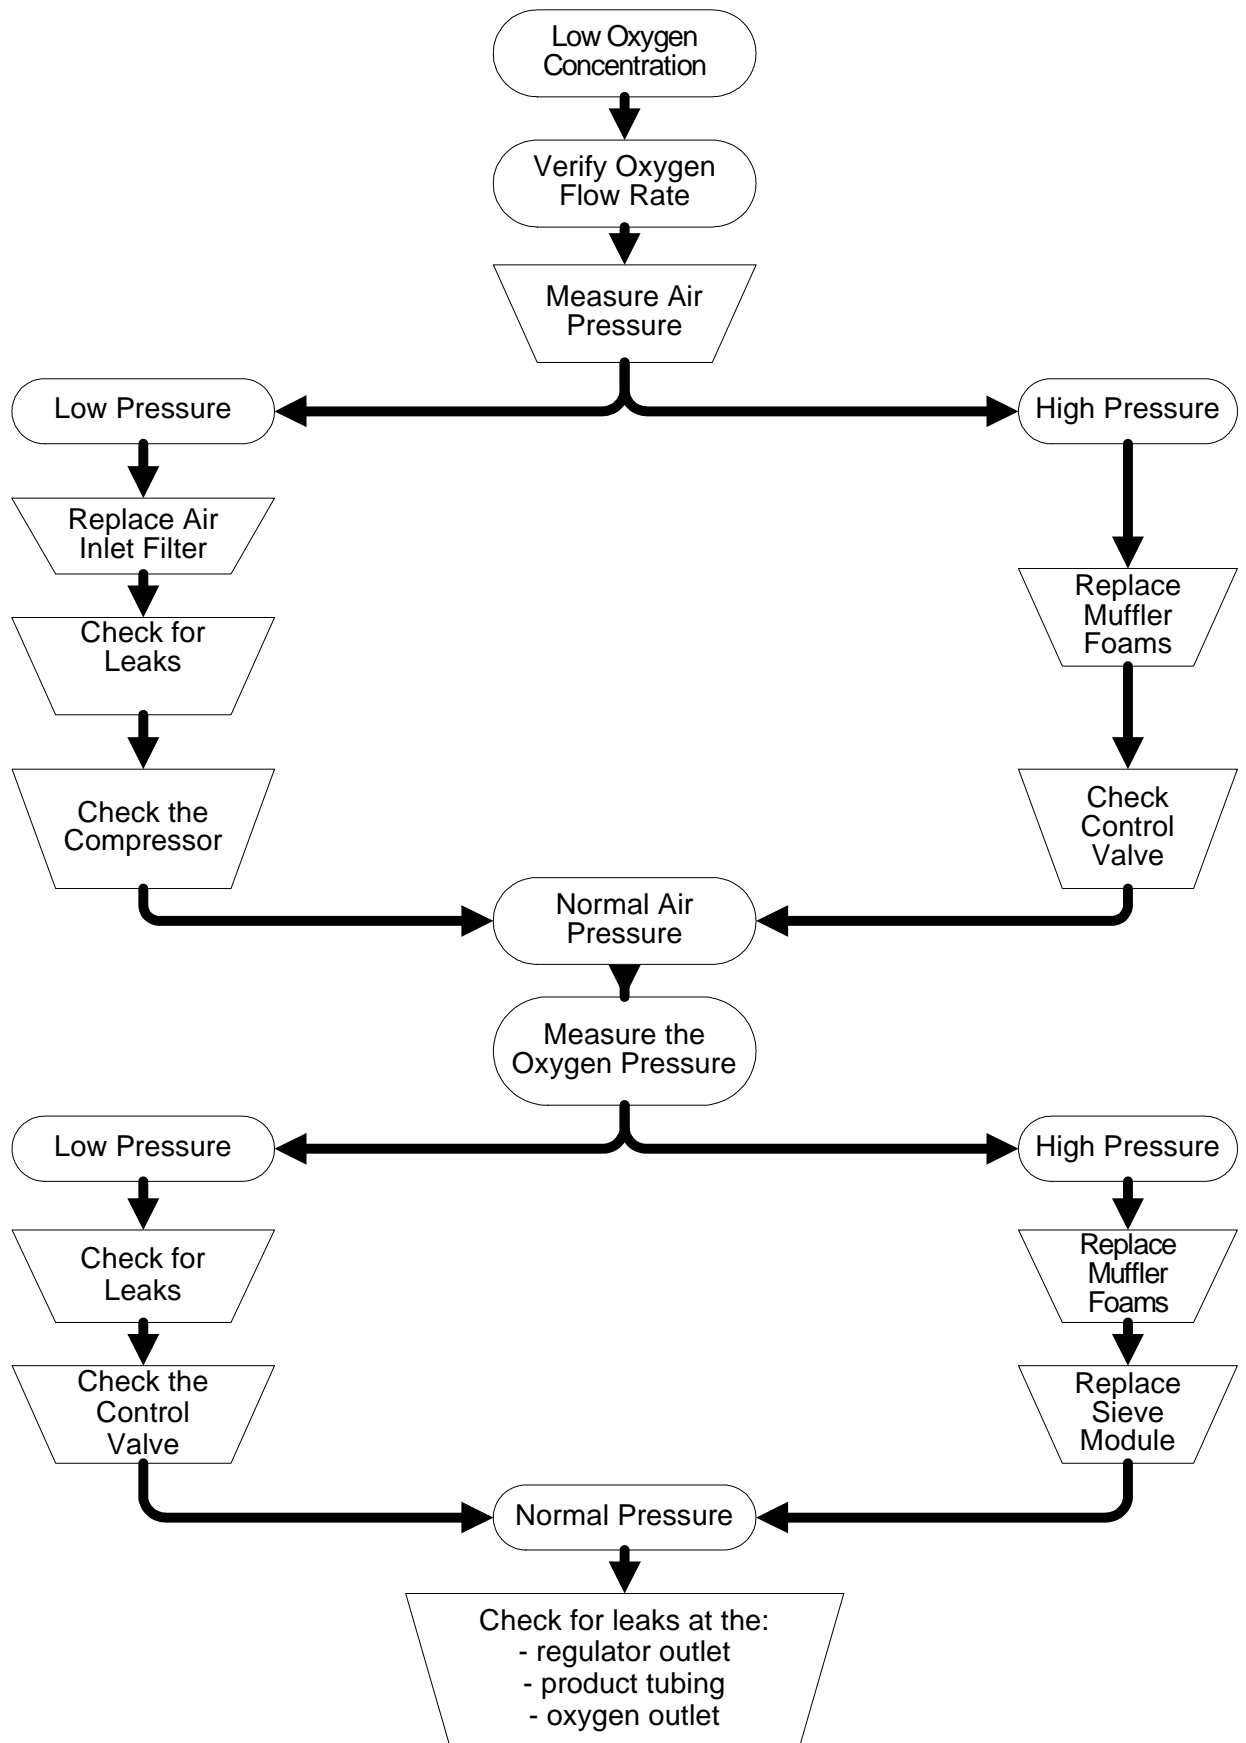 Low Oxygen
Concentration
Verify Oxygen
Flow Rate
Measure Air
Pressure
Low Pressure
High Pressure
Replace Air
Inlet Filter
Replace
Muffler
Foams
Check for
Leaks
Check the
Compressor
Check
Control
Valve
Normal Air
Pressure
Measure the
Oxygen Pressure
Low Pressure
High Pressure
Check for
Leaks
Replace
Muffler
Foams
Check the
Control
Valve
Replace
Sieve
Module
Normal Pressure
Check for leaks at the:
- regulator outlet
- product tubing
- oxygen outlet